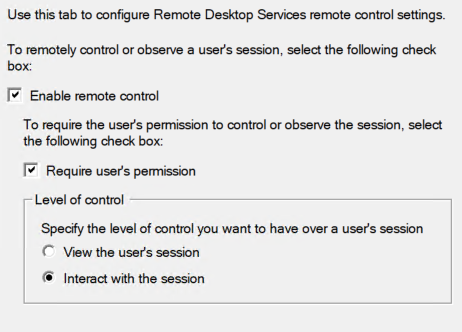 Use this tab to configure Remote Desktop Services remote control settings.
To remotely control or observe a user's session, select the following check
box:
Enable remote control
To require the user's permission to control or observe the session, select
the following check box:
Require user's permission
Level of control
Specify the level of control you want to have over a user's session
View the user's session
Interact with the session